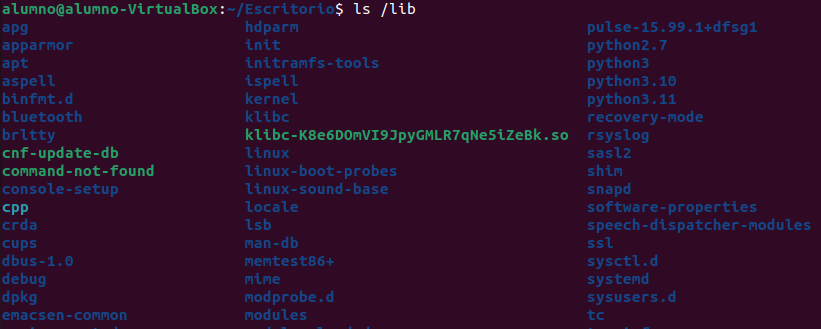 alumno@alumno-VirtualBox:~/Escritorio$ ls /lib
apg hdparm pulse-15.99.1+dfsg1
apparmor init python2.7
apt initramfs-tools python3
aspell ispell python3.10
binfmt.d kernel python3.11
bluetooth klibc recovery-mode
brltty klibc-K8e6DOmVI9JpyGMLR7qNe5iZeBk.so rsyslog
cnf-update-db linux sasl2
command-not-found linux-boot-probes shim
console-setup linux-sound-base snapd
cpp locale software-properties
crda lsb speech-dispatcher-modules
cups man-db ssl
dbus-1.0 memtest86+ sysctl.d
debug mime systemd
dpkg modprobe.d sysusers.d
emacsen-common modules tc